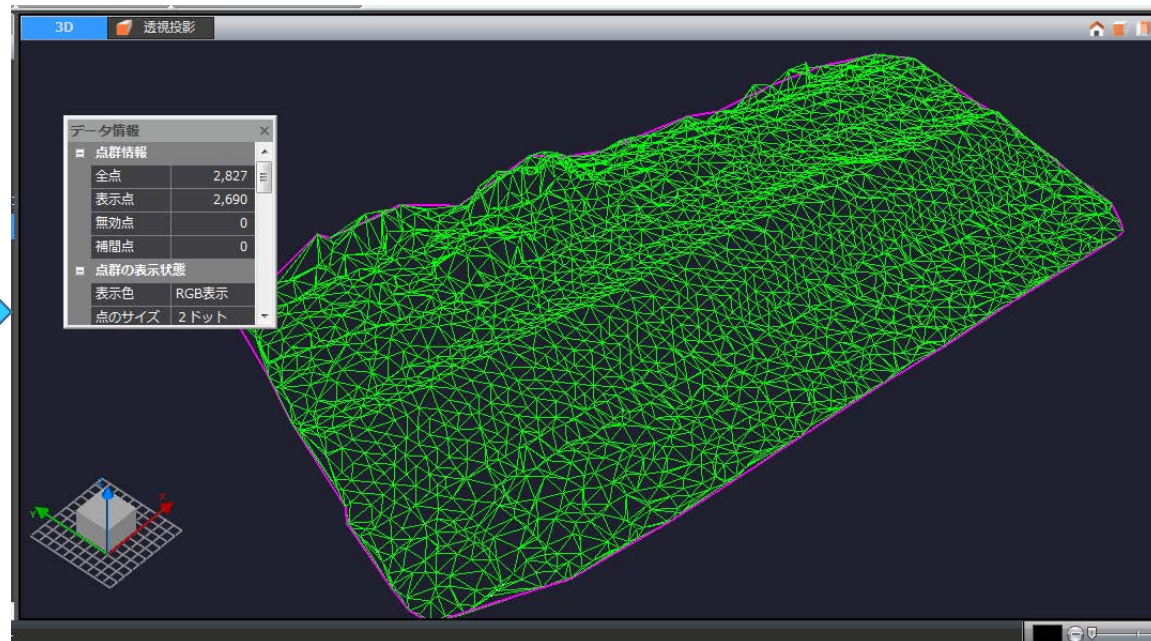 3D 透視投影
データ情報 ×
点群情報
全点 2,827
表示点 2,690
無効点 0
補間点 0
点群の表示状態
表示色 RGB表示
点のサイズ 2 ドット
Z
X
Y